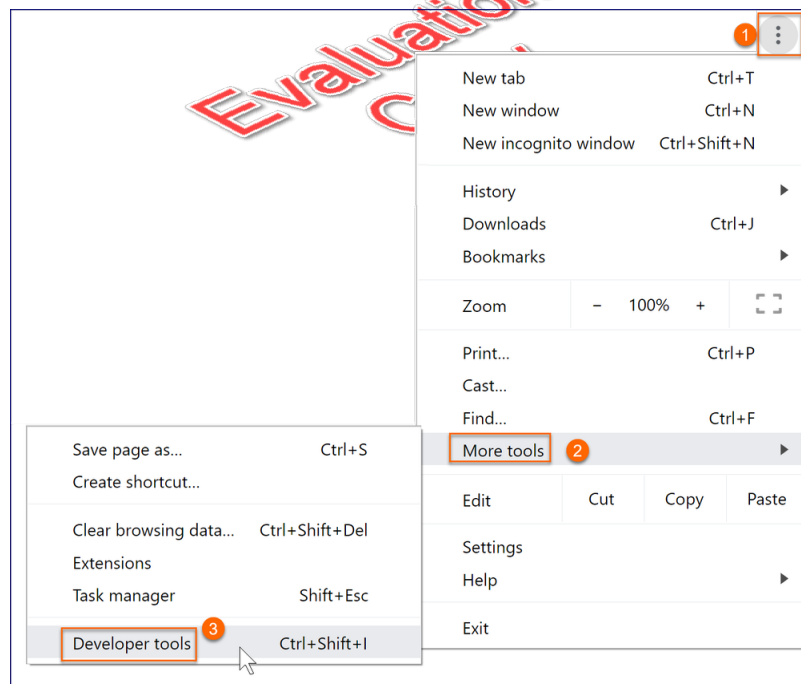 Evaluation
C
1
New tab Ctrl+T
New window Ctrl+N
New incognito window Ctrl+Shift+N
History
Downloads Ctrl+J
Bookmarks
Zoom - 100% +
Print... Ctrl+P
Cast...
Find... Ctrl+F
More tools 2
Edit Cut Copy Paste
Settings
Help
Exit
Save page as... Ctrl+S
Create shortcut...
Clear browsing data... Ctrl+Shift+Del
Extensions
Task manager Shift+Esc
3
Developer tools Ctrl+Shift+I